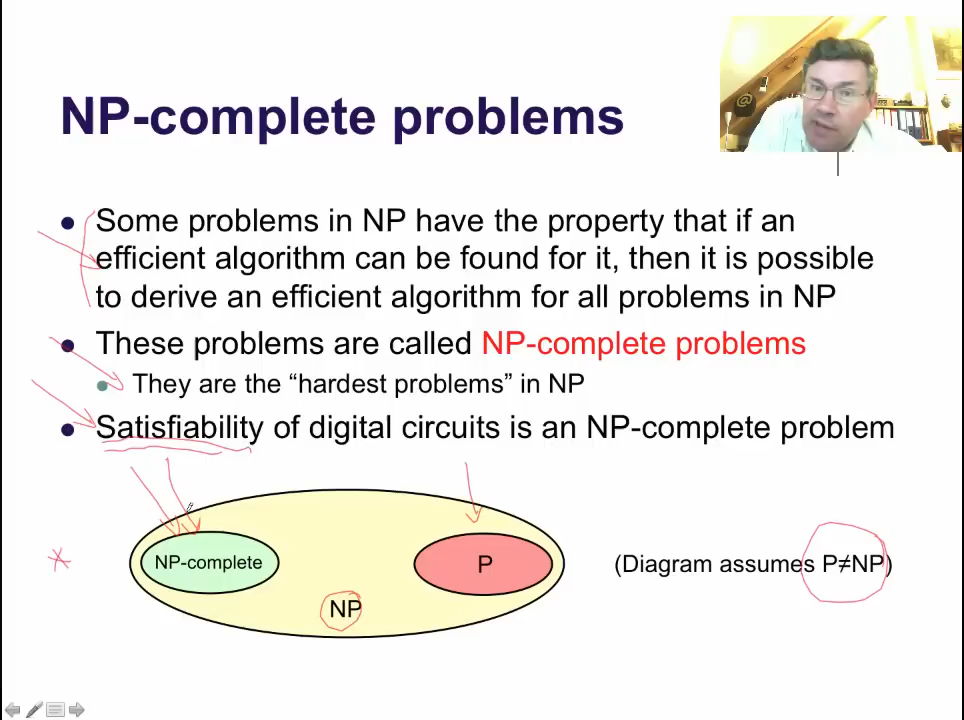 NP-complete problems
Some problems in NP have the property that if an
efficient algorithm can be found for it, then it is possible
to derive an efficient algorithm for all problems in NP
These problems are called NP-complete problems
They are the “hardest problems” in NP
Satisfiability of digital circuits is an NP-complete problem
NP-complete
P
(Diagram assumes P≠NP)
NP